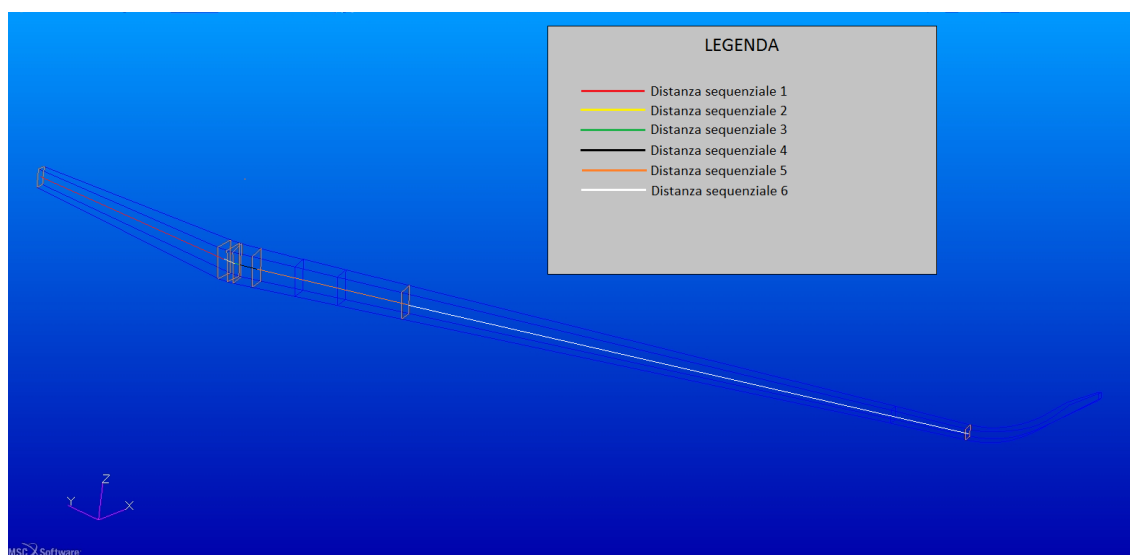 LEGENDA
Distanza sequenziale 1
Distanza sequenziale 2
Distanza sequenziale 3
Distanza sequenziale 4
Distanza sequenziale 5
Distanza sequenziale 6
Z
Y
X
MSC Software